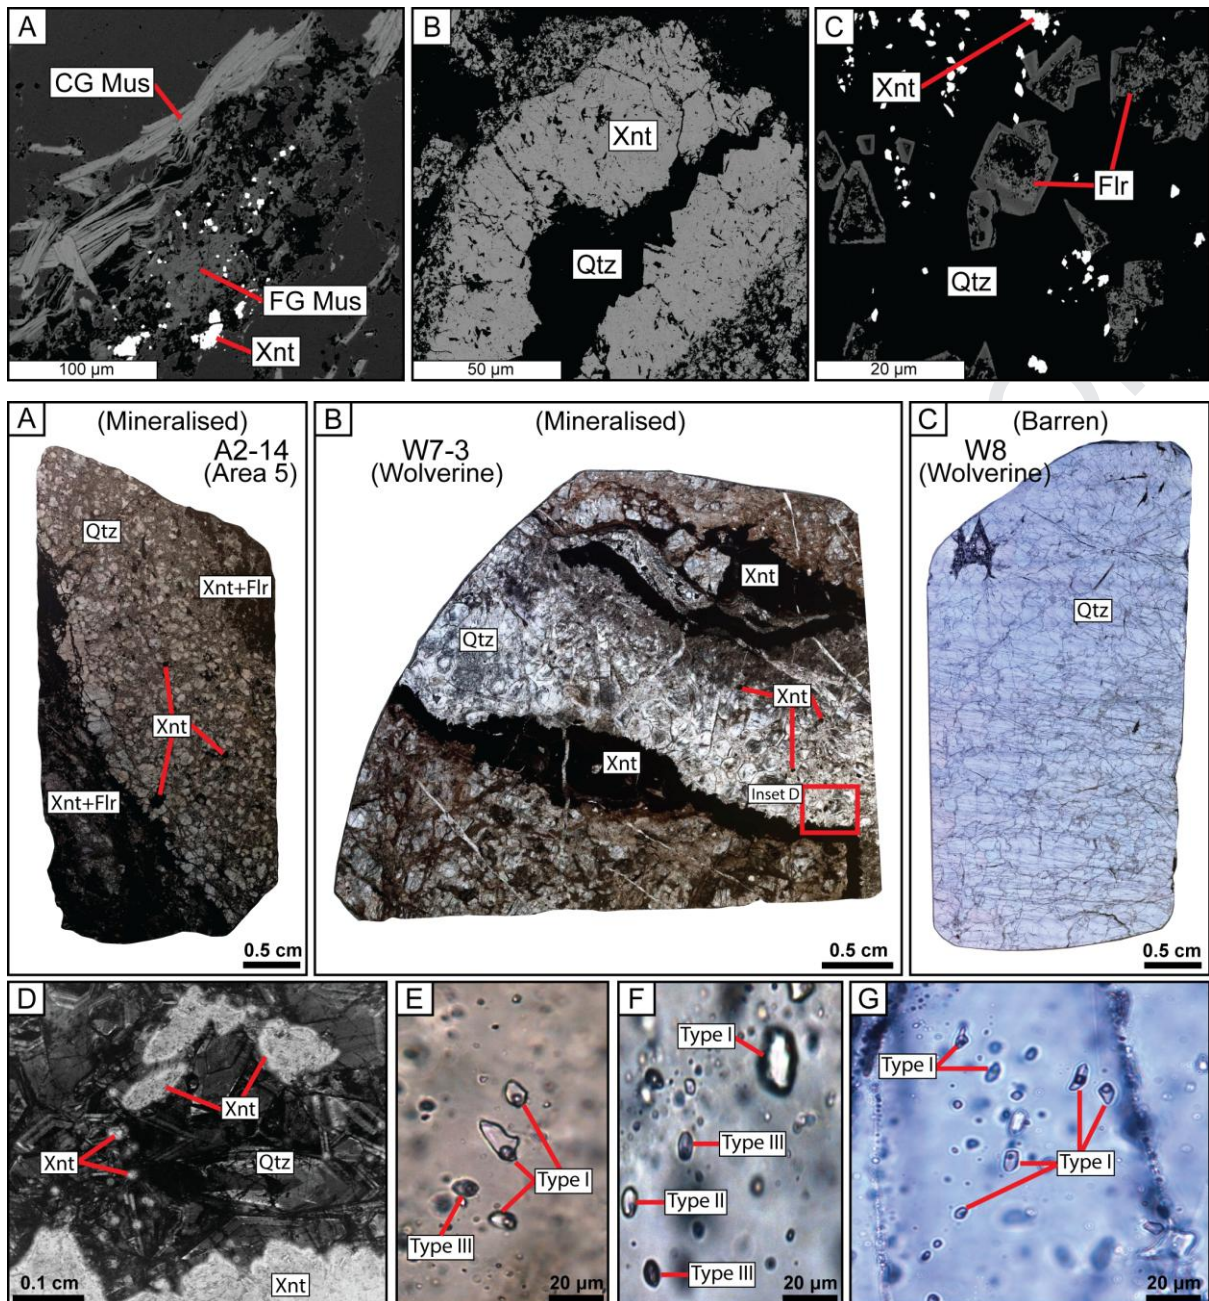 A
CG Mus
FG Mus
Xnt
100 µm
B
Xnt
Qtz
50 µm
C
Xnt
Flr
Qtz
20 µm
A
(Mineralised)
A2-14
(Area 5)
Qtz
Xnt+Flr
Xnt
Xnt+Flr
0.5 cm
B
(Mineralised)
W7-3
(Wolverine)
Xnt
Qtz
Xnt
Xnt
Inset D
0.5 cm
C
(Barren)
W8
(Wolverine)
Qtz
0.5 cm
D
Xnt
Xnt
Qtz
Xnt
0.1 cm
E
Type I
Type III
20 µm
F
Type I
Type III
Type II
Type III
20 µm
G
Type I
Type I
20 µm